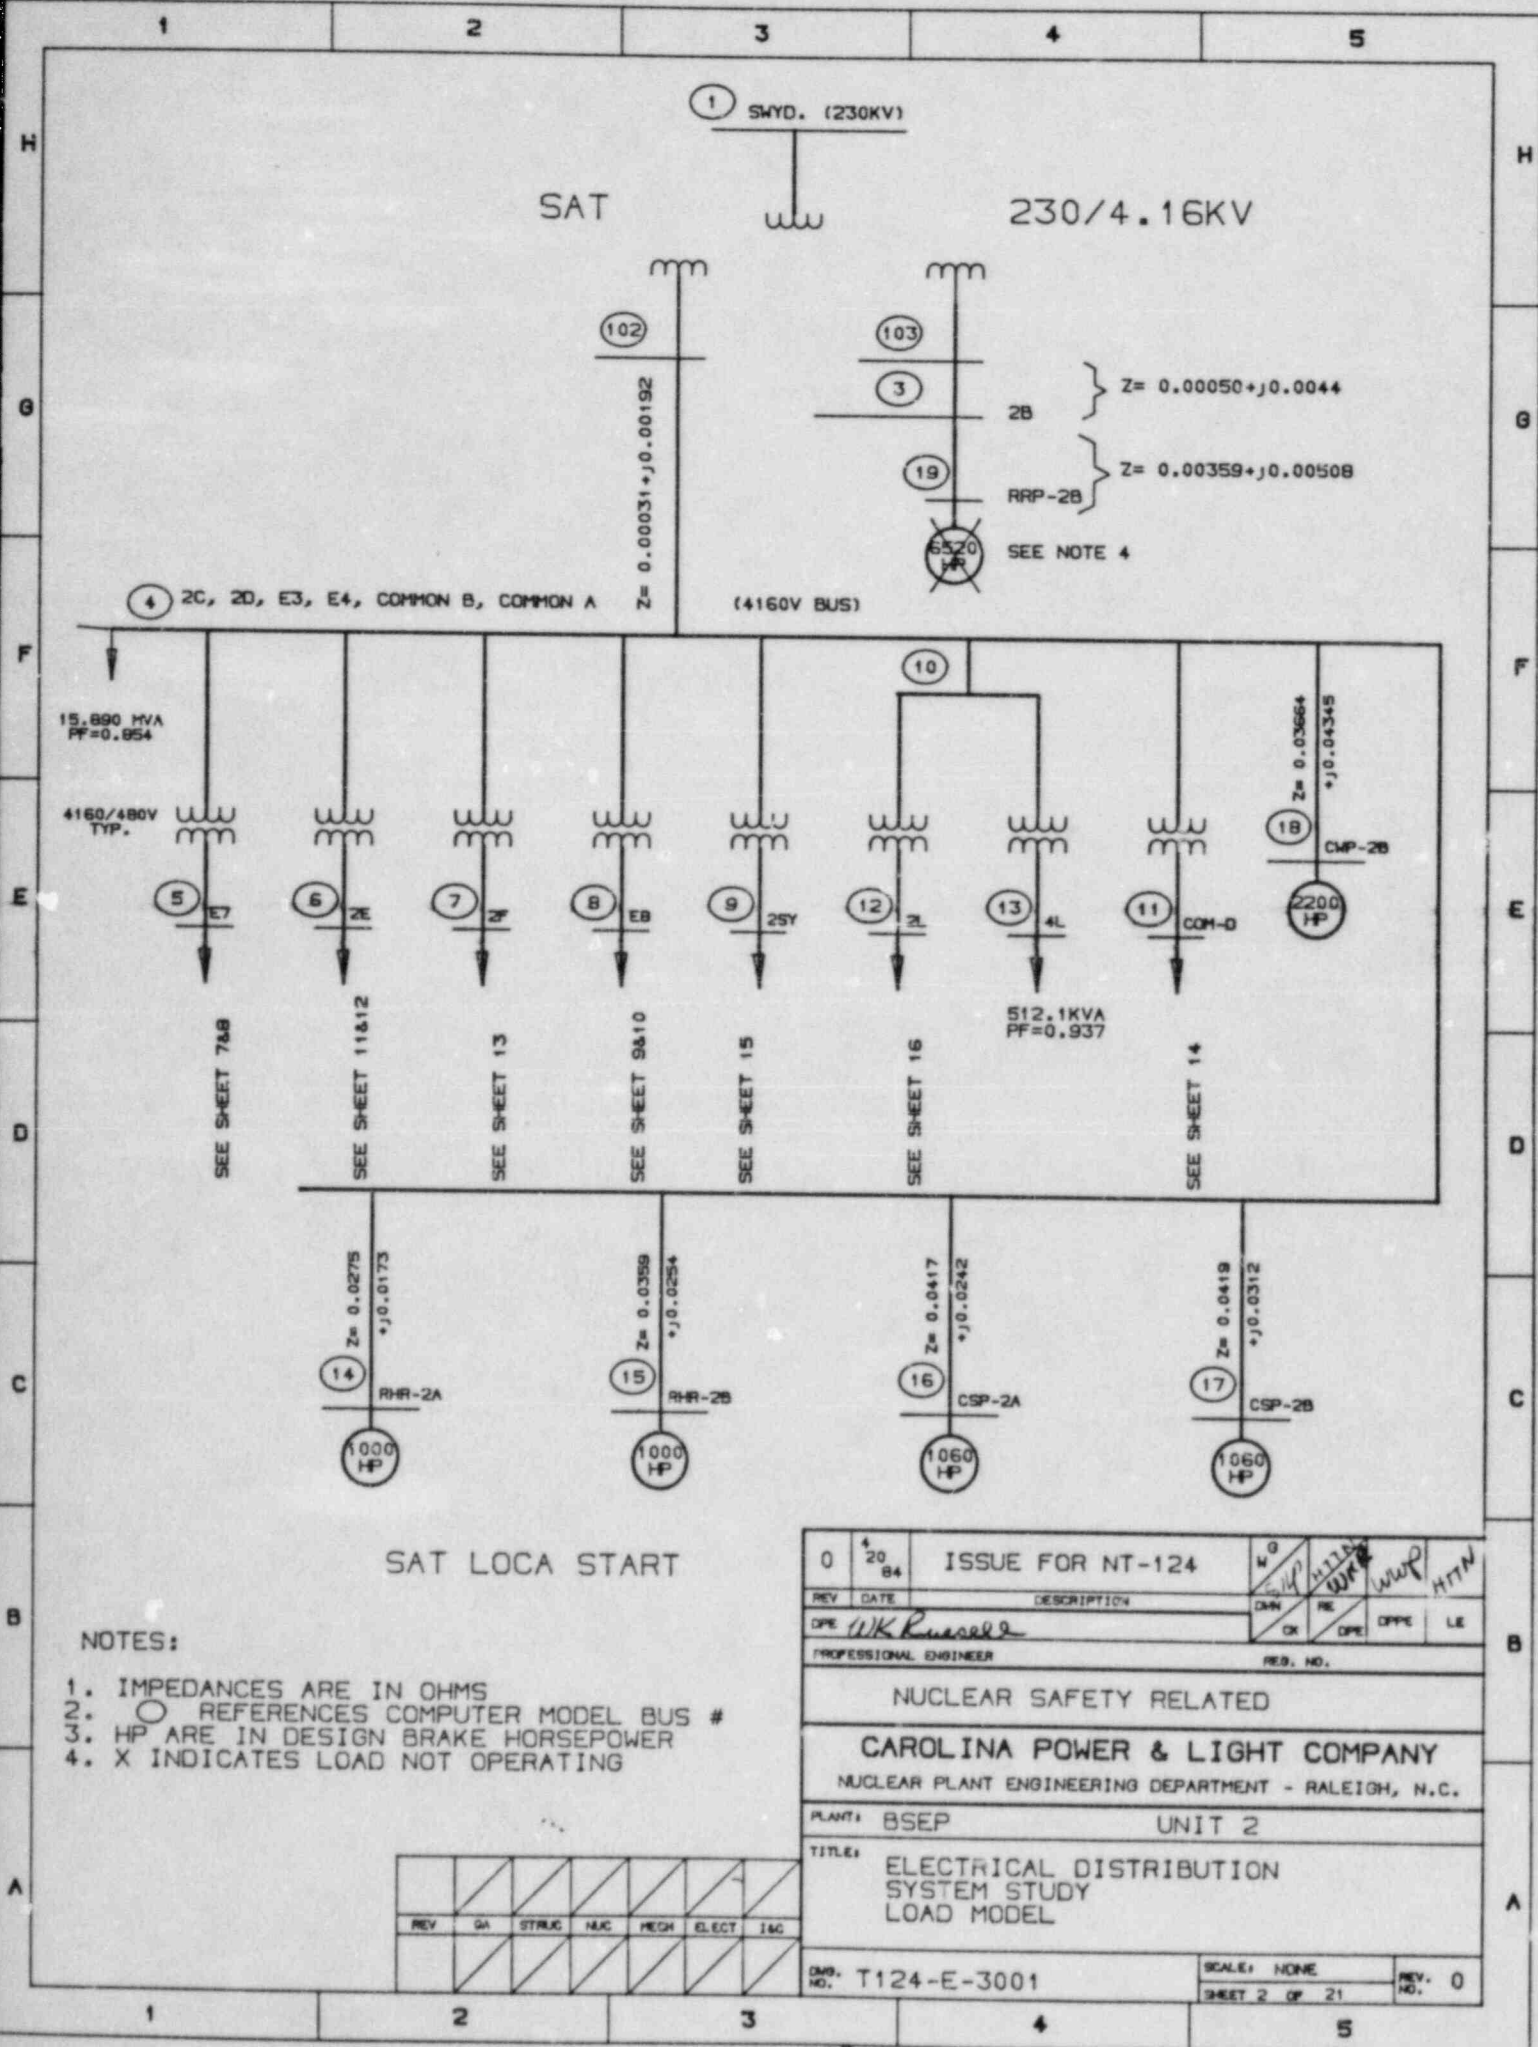 1 2 3 4 5
H H
G G
F F
E E
D D
C C
B B
A A
1 SWYD. (230KV)
SAT 230/4.16KV
102
103
3 2B Z= 0.00050+j0.0044
19 RRP-2B Z= 0.00359+j0.00508
Z= 0.00031+j0.00192
6520
HP
SEE NOTE 4
4 2C, 2D, E3, E4, COMMON B, COMMON A (4160V BUS)
10
15.890 MVA
PF=0.854
Z= 0.03664
+j0.04345
4160/480V
TYP.
18 CWP-2B
2200
HP
5 E7
6 2E
7 2F
8 E8
9 2SY
12 2L
13 4L
11 COM-D
512.1KVA
PF=0.937
SEE SHEET 7&8
SEE SHEET 11&12
SEE SHEET 13
SEE SHEET 9&10
SEE SHEET 15
SEE SHEET 16
SEE SHEET 14
Z= 0.0275
+j0.0173
Z= 0.0359
+j0.0254
Z= 0.0417
+j0.0242
Z= 0.0419
+j0.0312
14 RHR-2A
15 RHR-2B
16 CSP-2A
17 CSP-2B
1000
HP
1000
HP
1060
HP
1060
HP
SAT LOCA START
NOTES:
1. IMPEDANCES ARE IN OHMS
2. REFERENCES COMPUTER MODEL BUS #
3. HP ARE IN DESIGN BRAKE HORSEPOWER
4. X INDICATES LOAD NOT OPERATING
0 4 20 84 ISSUE FOR NT-124 WWP HTTN
REV DATE DESCRIPTION DWN CK RE DPE DPPE LE
DPE WK Russell
PROFESSIONAL ENGINEER REG. NO.
NUCLEAR SAFETY RELATED
CAROLINA POWER & LIGHT COMPANY
NUCLEAR PLANT ENGINEERING DEPARTMENT - RALEIGH, N.C.
PLANT: BSEP UNIT 2
TITLE: ELECTRICAL DISTRIBUTION
SYSTEM STUDY
LOAD MODEL
REV QA STRUC NUC MECH ELECT I&C
DWG. NO. T124-E-3001
SCALE: NONE
SHEET 2 OF 21
REV. NO. 0
1 2 3 4 5